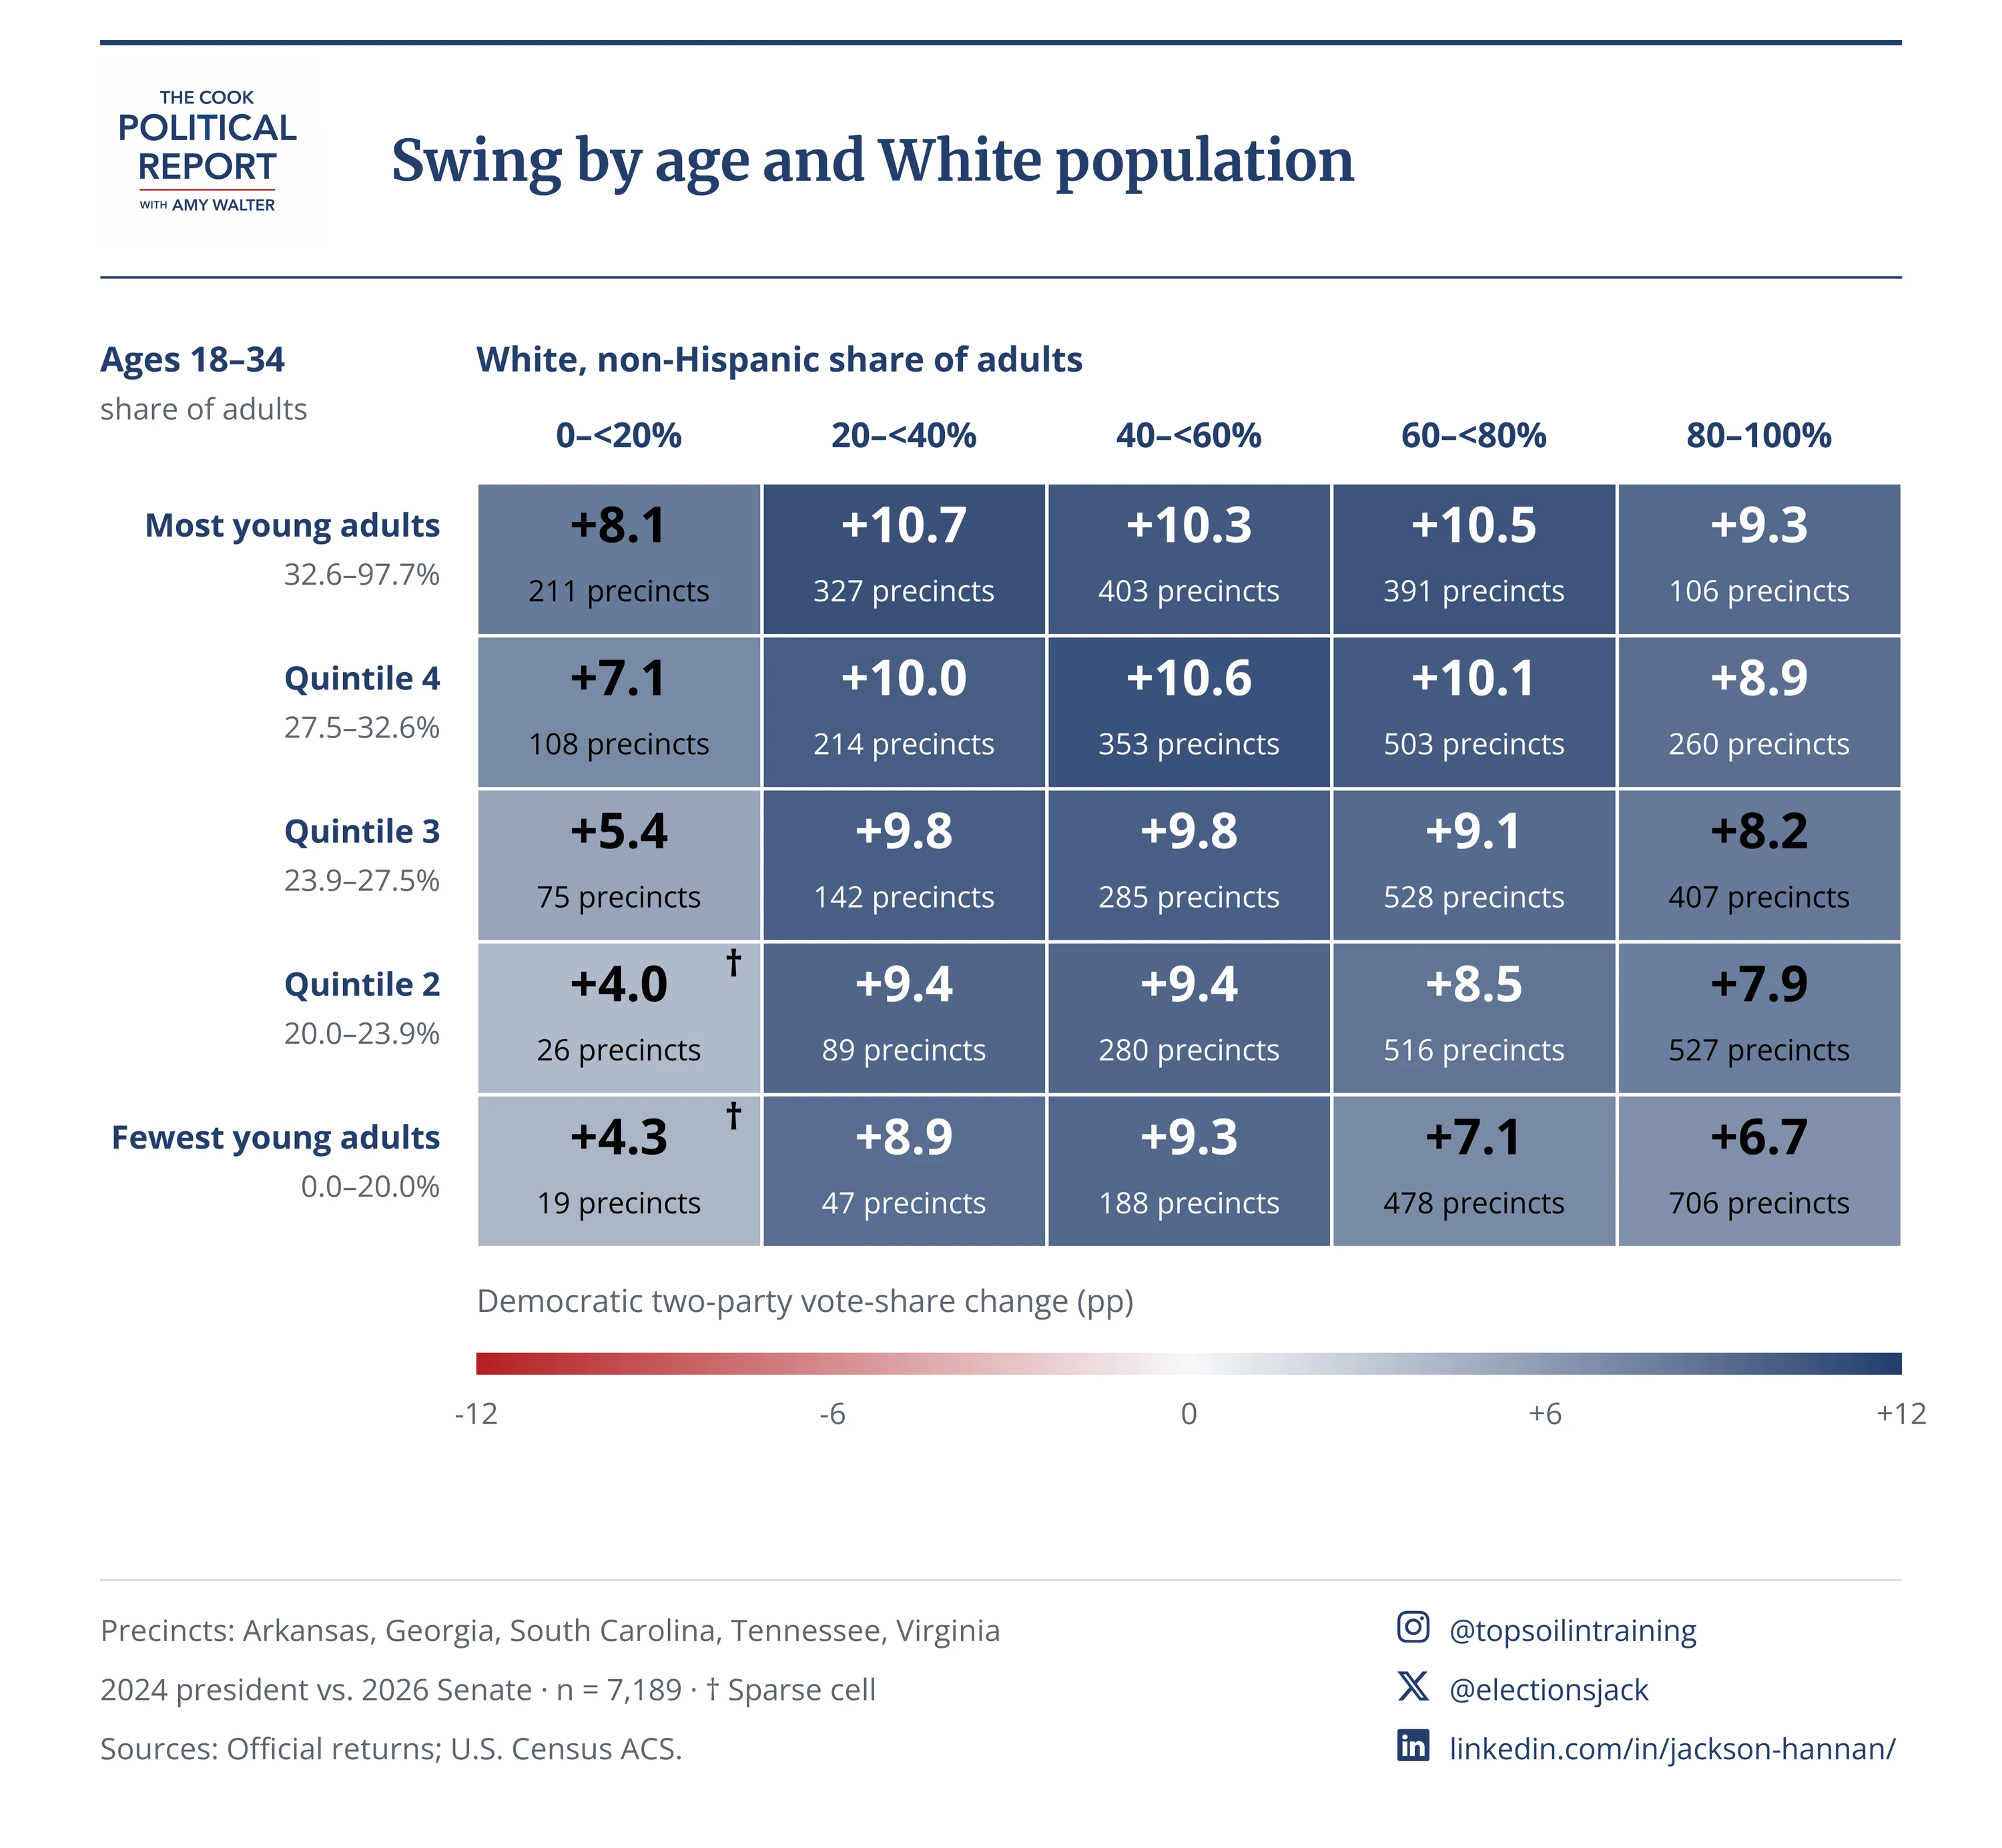 THE COOK
POLITICAL
REPORT
WITH AMY WALTER
Swing by age and White population
Ages 18–34
share of adults
White, non-Hispanic share of adults
0–<20% 20–<40% 40–<60% 60–<80% 80–100%
Most young adults +8.1 +10.7 +10.3 +10.5 +9.3
32.6–97.7% 211 precincts 327 precincts 403 precincts 391 precincts 106 precincts
Quintile 4 +7.1 +10.0 +10.6 +10.1 +8.9
27.5–32.6% 108 precincts 214 precincts 353 precincts 503 precincts 260 precincts
Quintile 3 +5.4 +9.8 +9.8 +9.1 +8.2
23.9–27.5% 75 precincts 142 precincts 285 precincts 528 precincts 407 precincts
Quintile 2 +4.0 † +9.4 +9.4 +8.5 +7.9
20.0–23.9% 26 precincts 89 precincts 280 precincts 516 precincts 527 precincts
Fewest young adults +4.3 † +8.9 +9.3 +7.1 +6.7
0.0–20.0% 19 precincts 47 precincts 188 precincts 478 precincts 706 precincts
Democratic two-party vote-share change (pp)
-12 -6 0 +6 +12
Precincts: Arkansas, Georgia, South Carolina, Tennessee, Virginia
2024 president vs. 2026 Senate · n = 7,189 · † Sparse cell
Sources: Official returns; U.S. Census ACS.
@topsoilintraining
@electionsjack
linkedin.com/in/jackson-hannan/